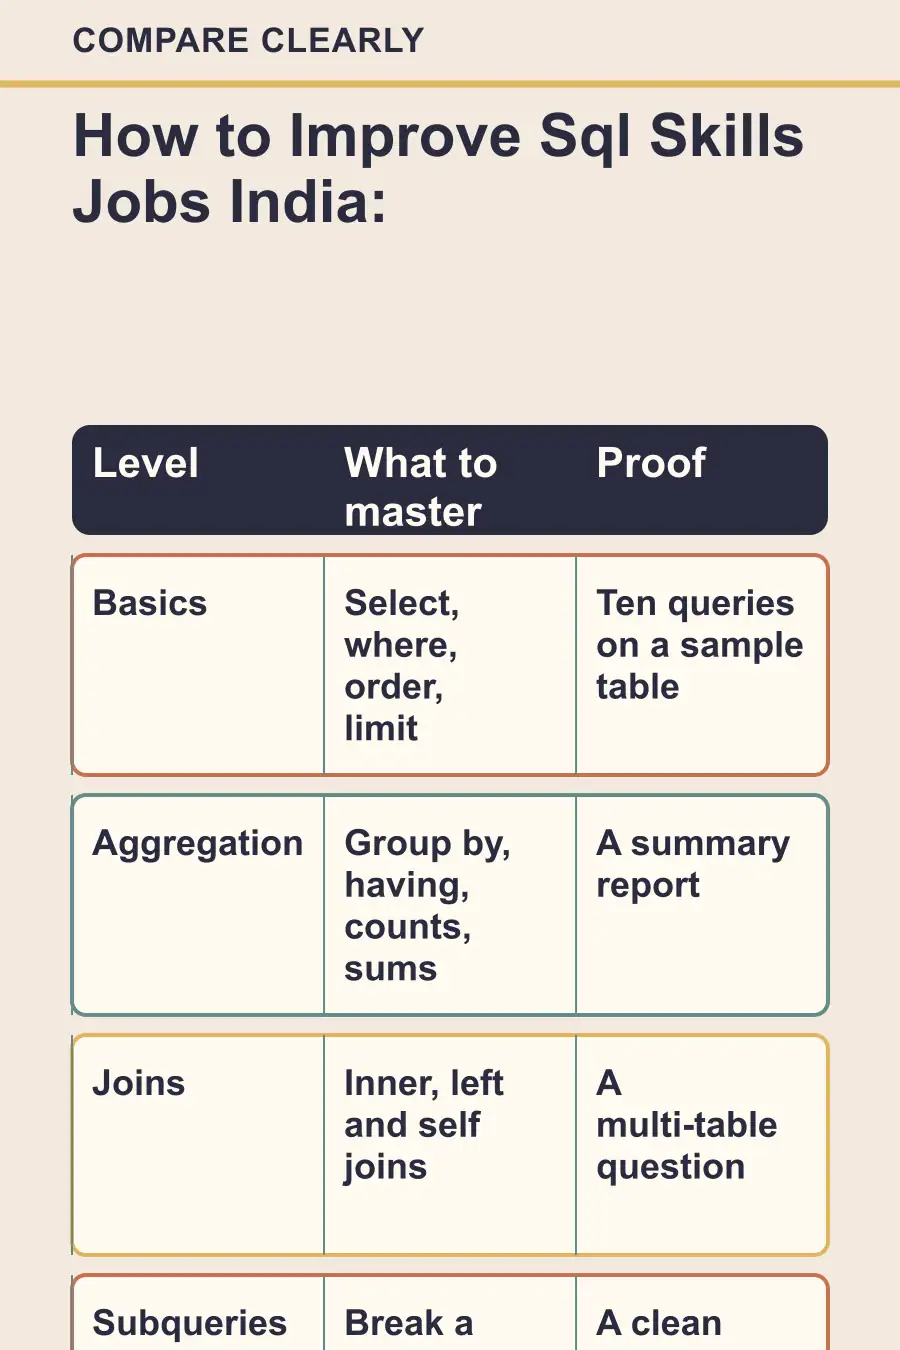 COMPARE CLEARLY
How to Improve Sql Skills
Jobs India:
Level
What to
master
Proof
Basics
Select,
where,
order,
limit
Ten queries
on a sample
table
Aggregation
Group by,
having,
counts,
sums
A summary
report
Joins
Inner, left
and self
joins
A
multi-table
question
Subqueries
Break a
A clean